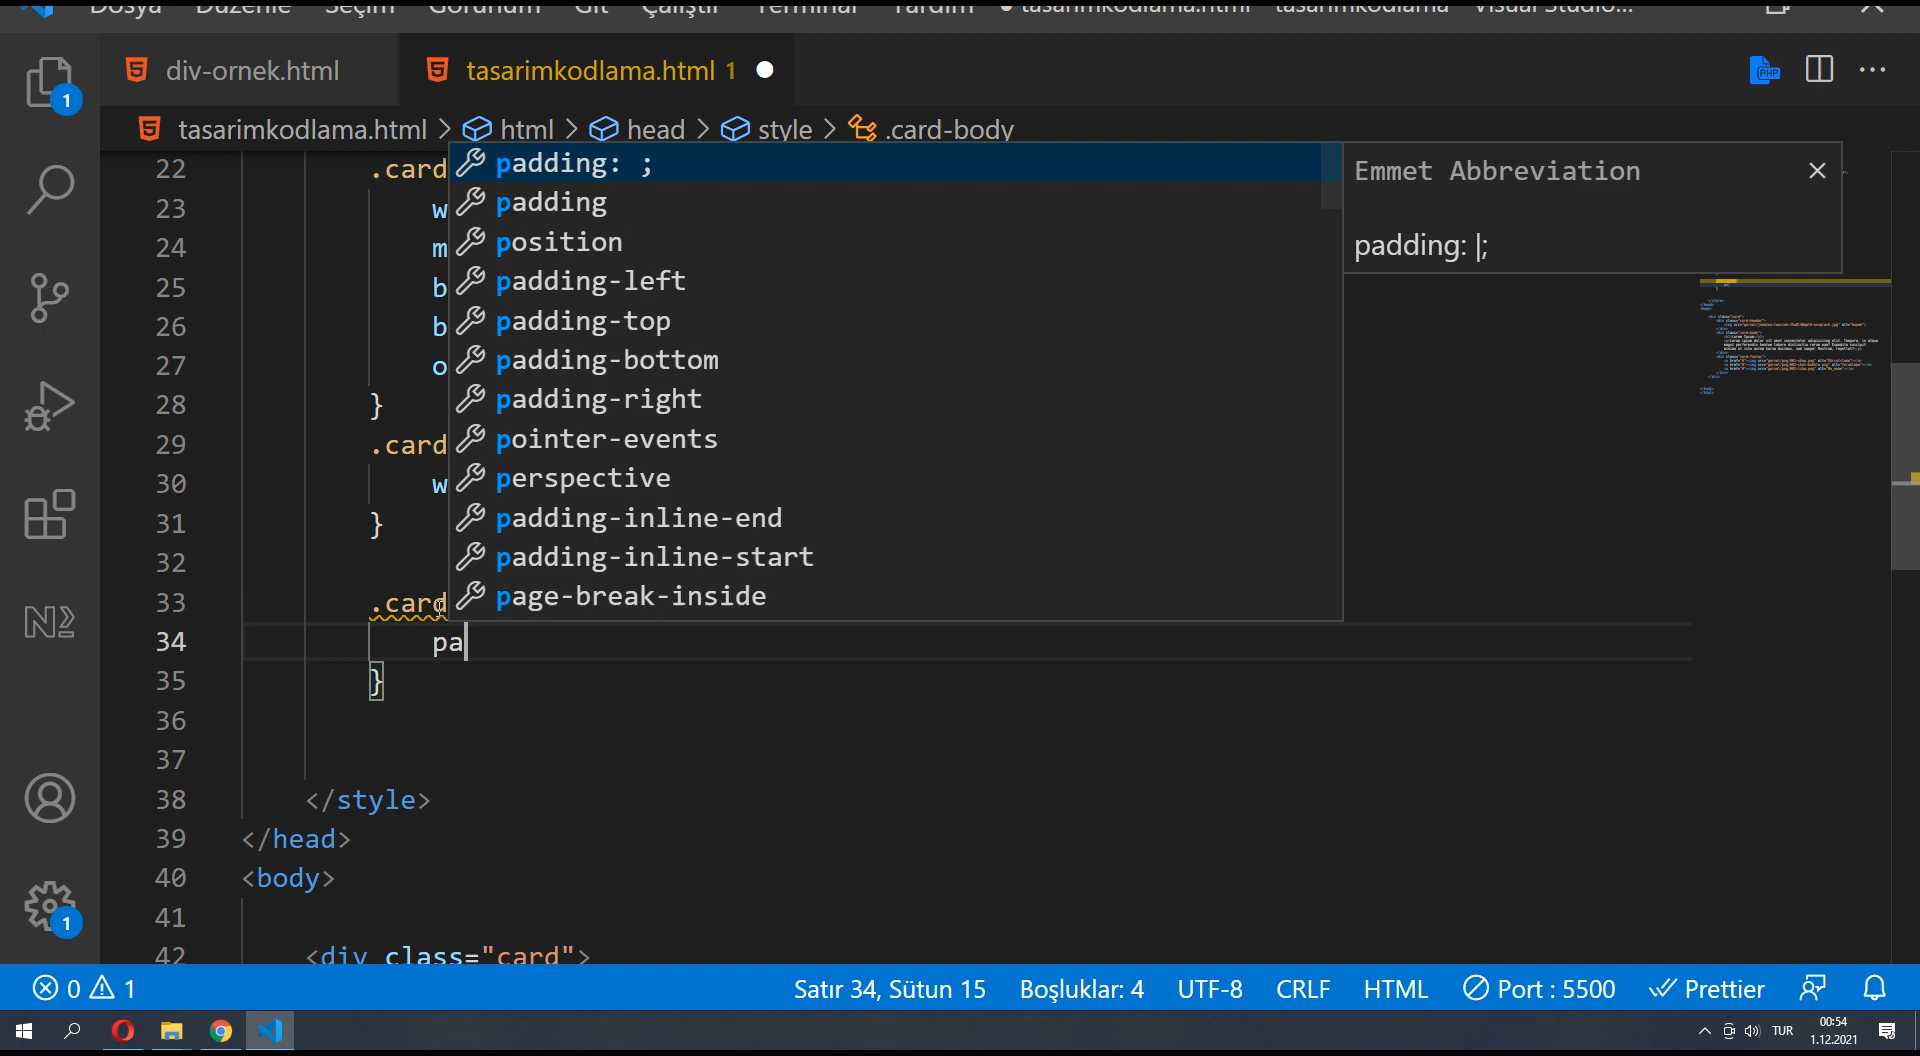 Dosya Düzenle Seçim Görünüm Git Çalıştır Terminal Yardım ● tasarimkodlama.html - tasarimkodlama - Visual Studio...
div-ornek.html
tasarimkodlama.html 1
PHP
tasarimkodlama.html > html > head > style > .card-body
22 .card
23 w
24 m
25 b
26 b
27 o
28 }
29 .card
30 w
31 }
32
33 .card
34 pa
35 }
36
37
38 </style>
39 </head>
40 <body>
41
42 <div class="card">
padding: ;
padding
position
padding-left
padding-top
padding-bottom
padding-right
pointer-events
perspective
padding-inline-end
padding-inline-start
page-break-inside
Emmet Abbreviation
padding: |;
1
1
0 1
Satır 34, Sütun 15
Boşluklar: 4
UTF-8
CRLF
HTML
Port : 5500
Prettier
TUR
00:54
1.12.2021